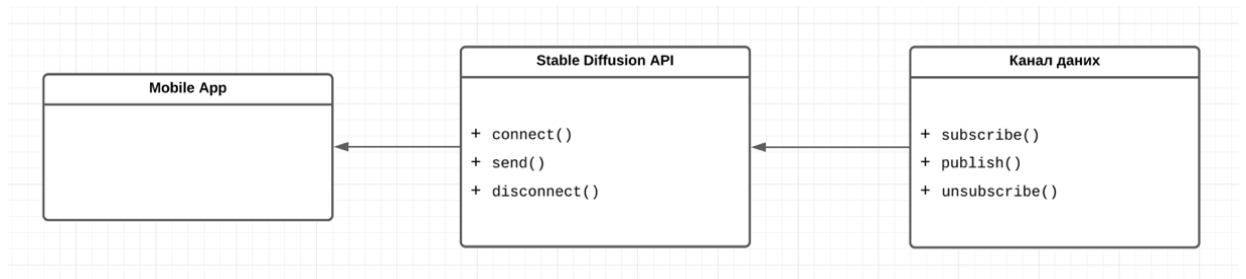 Mobile App
Stable Diffusion API
+ connect()
+ send()
+ disconnect()
Канал даних
+ subscribe()
+ publish()
+ unsubscribe()